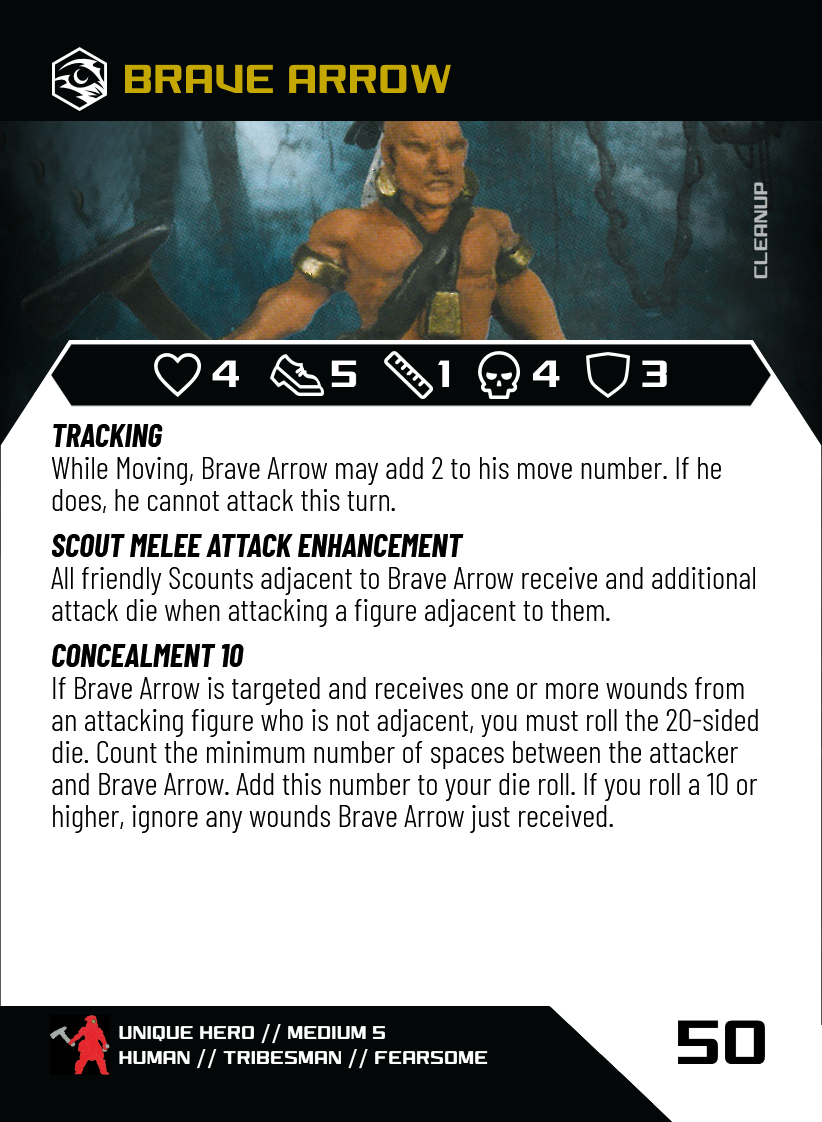 BRAVE ARROW
CLEANUP
4 5 1 4 3
TRACKING
While Moving, Brave Arrow may add 2 to his move number. If he
does, he cannot attack this turn.
SCOUT MELEE ATTACK ENHANCEMENT
All friendly Scounts adjacent to Brave Arrow receive and additional
attack die when attacking a figure adjacent to them.
CONCEALMENT 10
If Brave Arrow is targeted and receives one or more wounds from
an attacking figure who is not adjacent, you must roll the 20-sided
die. Count the minimum number of spaces between the attacker
and Brave Arrow. Add this number to your die roll. If you roll a 10 or
higher, ignore any wounds Brave Arrow just received.
UNIQUE HERO // MEDIUM 5
HUMAN // TRIBESMAN // FEARSOME
50